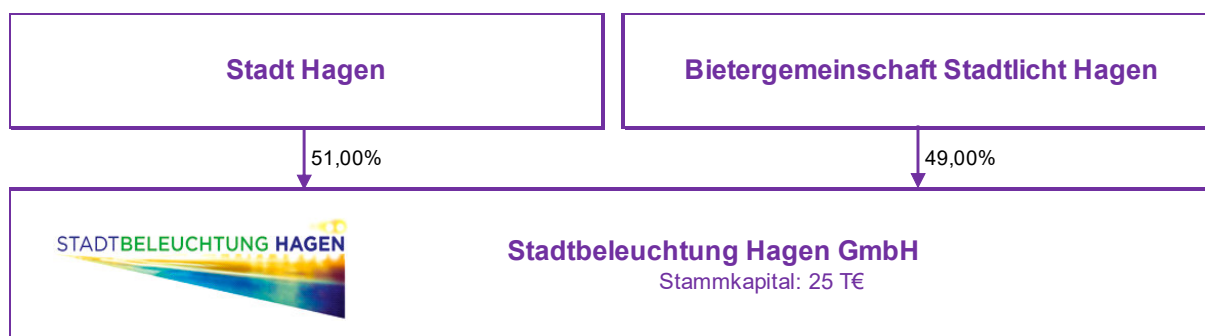 Stadt Hagen
Bietergemeinschaft Stadtlicht Hagen
51,00%
49,00%
STADTBELEUCHTUNG HAGEN
Stadtbeleuchtung Hagen GmbH
Stammkapital: 25 T€